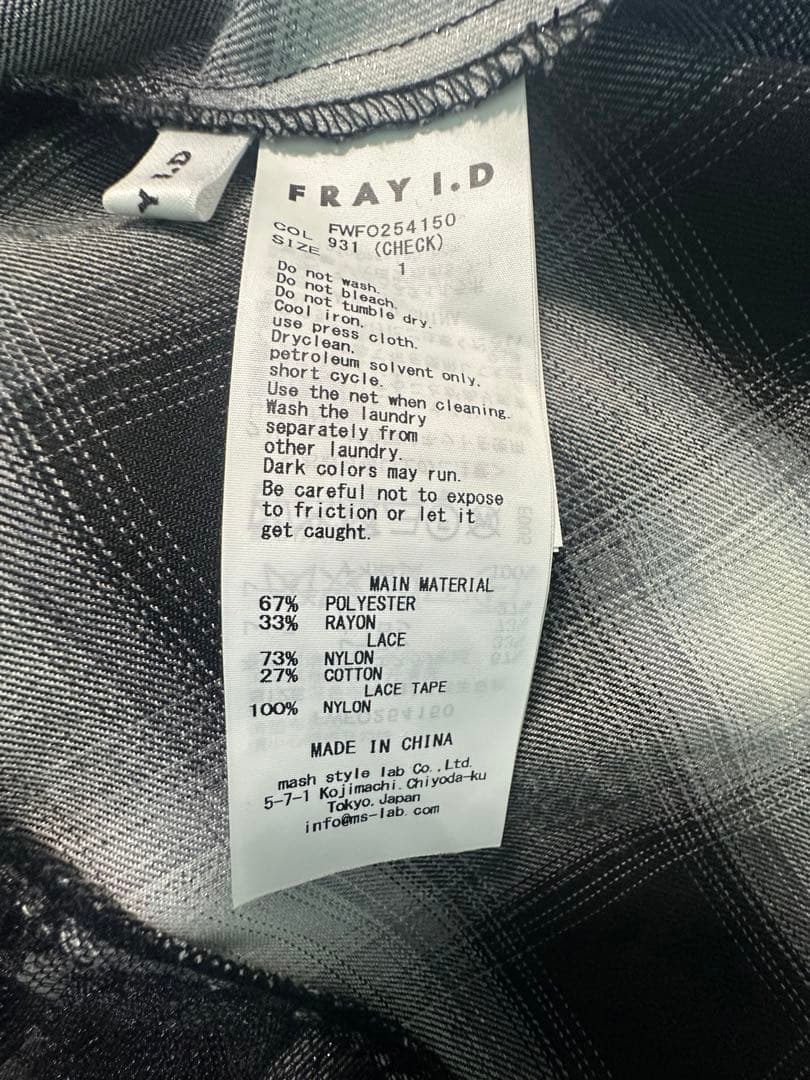 Y I.D
FRAY I.D
FWFO254150
COL 931 (CHECK)
SIZE 1
Do not wash.
Do not bleach.
Do not tumble dry.
Cool iron.
use press cloth.
Dryclean.
petroleum solvent only.
short cycle.
Use the net when cleaning.
Wash the laundry
separately from
other laundry.
Dark colors may run.
Be careful not to expose
to friction or let it
get caught.
MAIN MATERIAL
67% POLYESTER
33% RAYON
LACE
73% NYLON
27% COTTON
LACE TAPE
100% NYLON
MADE IN CHINA
mash style lab Co.,Ltd.
5-7-1 Kojimachi. Chiyoda-ku
Tokyo. Japan
info@ms-lab.com